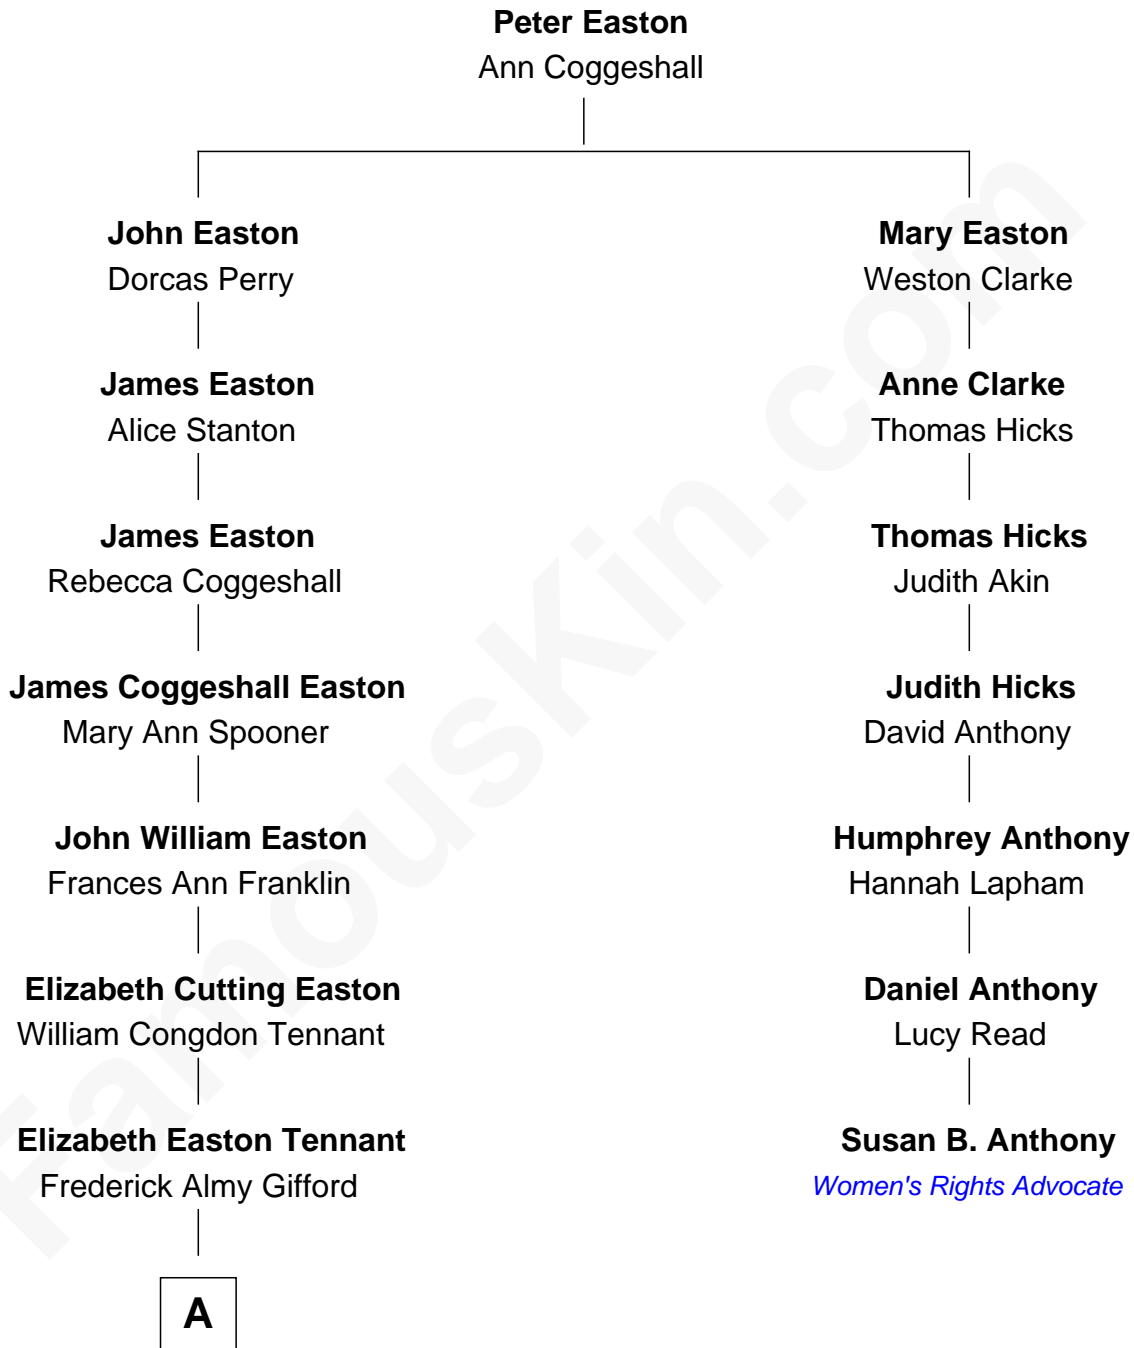 Peter Easton
Ann Coggeshall
John Easton
Dorcas Perry
Mary Easton
Weston Clarke
James Easton
Alice Stanton
Anne Clarke
Thomas Hicks
James Easton
Rebecca Coggeshall
Thomas Hicks
Judith Akin
James Coggeshall Easton
Mary Ann Spooner
Judith Hicks
David Anthony
John William Easton
Frances Ann Franklin
Humphrey Anthony
Hannah Lapham
Elizabeth Cutting Easton
William Congdon Tennant
Daniel Anthony
Lucy Read
Elizabeth Easton Tennant
Frederick Almy Gifford
Susan B. Anthony
Women's Rights Advocate
A
FamousKin.com